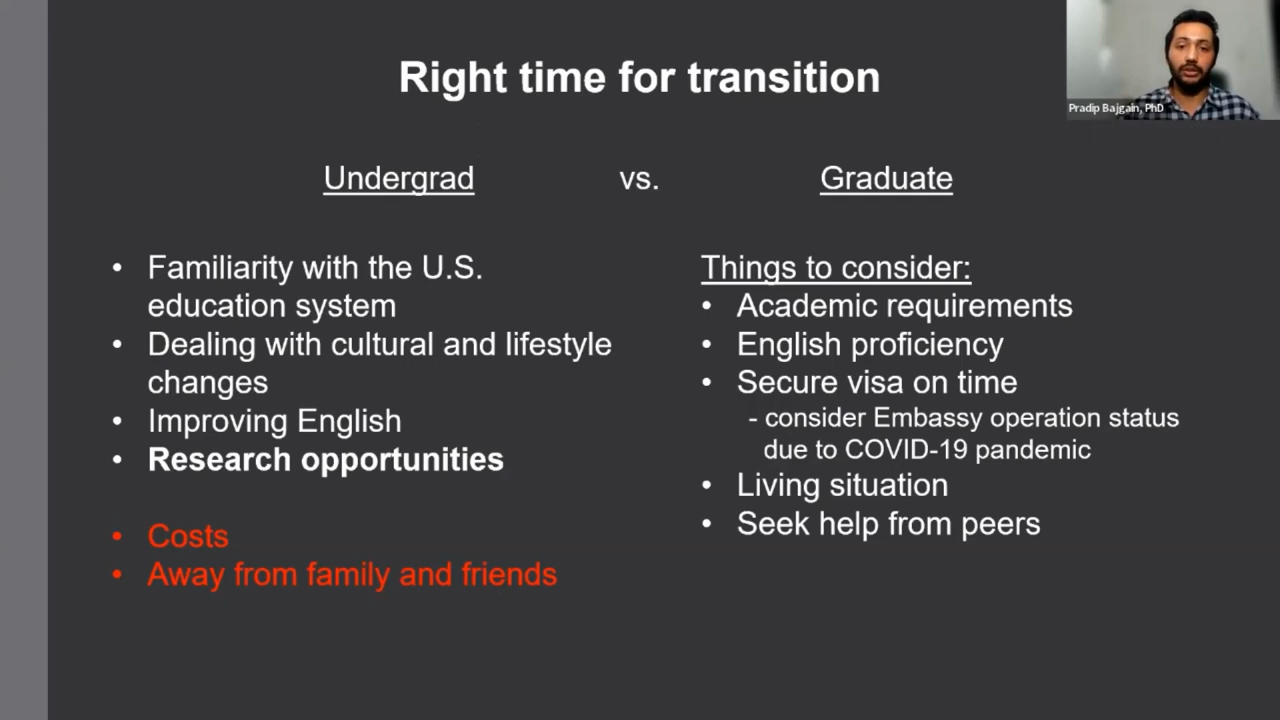 Right time for transition
Pradip Bajgain, PhD
Undergrad vs. Graduate
• Familiarity with the U.S.
education system
• Dealing with cultural and lifestyle
changes
• Improving English
• Research opportunities
• Costs
• Away from family and friends
Things to consider:
• Academic requirements
• English proficiency
• Secure visa on time
- consider Embassy operation status
due to COVID-19 pandemic
• Living situation
• Seek help from peers